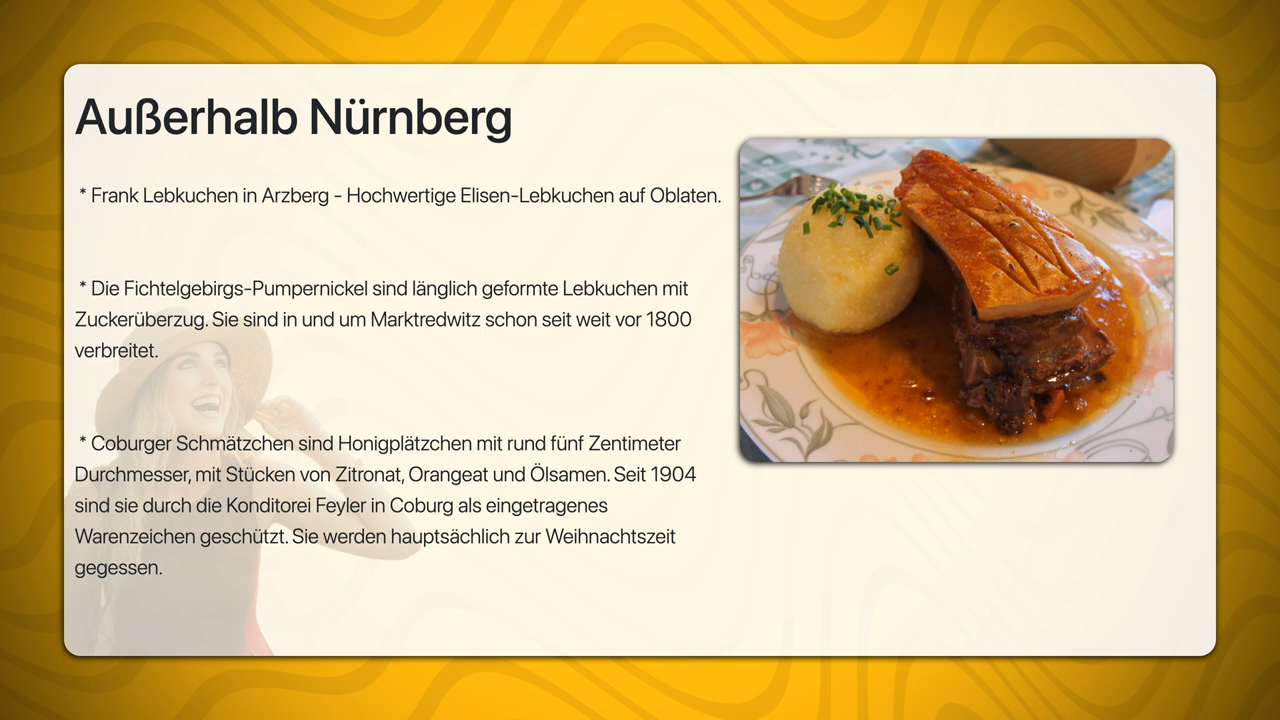 Außerhalb Nürnberg
* Frank Lebkuchen in Arzberg - Hochwertige Elisen-Lebkuchen auf Oblaten.
* Die Fichtelgebirgs-Pumpernickel sind länglich geformte Lebkuchen mit
Zuckerüberzug. Sie sind in und um Marktredwitz schon seit weit vor 1800
verbreitet.
* Coburger Schmätzchen sind Honigplätzchen mit rund fünf Zentimeter
Durchmesser, mit Stücken von Zitronat, Orangeat und Ölsamen. Seit 1904
sind sie durch die Konditorei Feyler in Coburg als eingetragenes
Warenzeichen geschützt. Sie werden hauptsächlich zur Weihnachtszeit
gegessen.